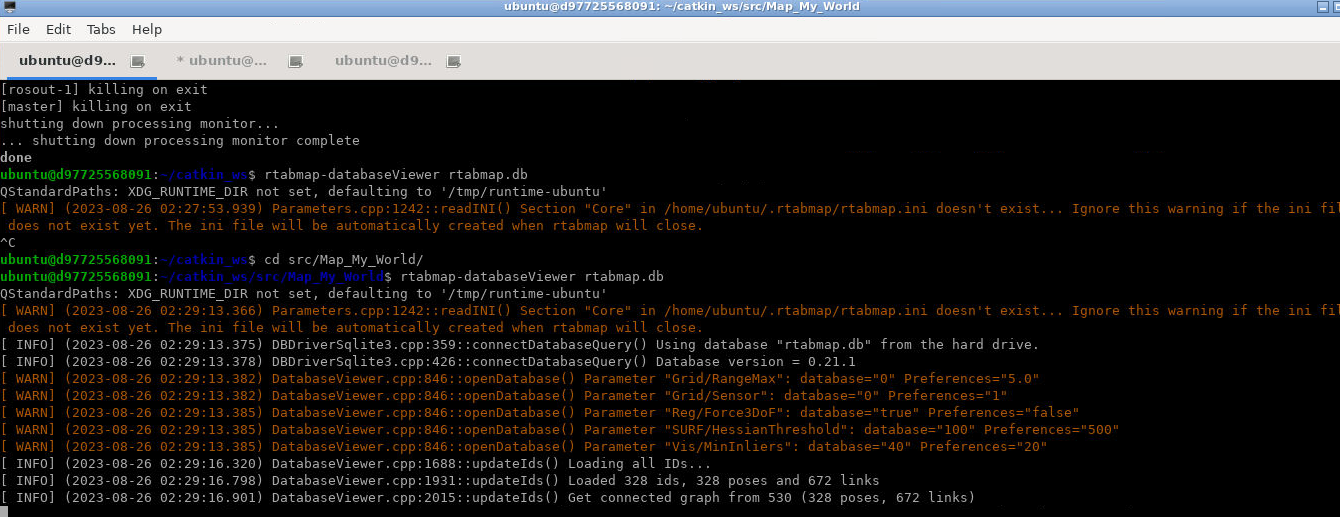 ubuntu@d97725568091: ~/catkin_ws/src/Map_My_World
File Edit Tabs Help
ubuntu@d9... * ubuntu@... ubuntu@d9...
[rosout-1] killing on exit
[master] killing on exit
shutting down processing monitor...
... shutting down processing monitor complete
done
ubuntu@d97725568091:~/catkin_ws$ rtabmap-databaseViewer rtabmap.db
QStandardPaths: XDG_RUNTIME_DIR not set, defaulting to '/tmp/runtime-ubuntu'
[ WARN] (2023-08-26 02:27:53.939) Parameters.cpp:1242::readINI() Section "Core" in /home/ubuntu/.rtabmap/rtabmap.ini doesn't exist... Ignore this warning if the ini fil
does not exist yet. The ini file will be automatically created when rtabmap will close.
^C
ubuntu@d97725568091:~/catkin_ws$ cd src/Map_My_World/
ubuntu@d97725568091:~/catkin_ws/src/Map_My_World$ rtabmap-databaseViewer rtabmap.db
QStandardPaths: XDG_RUNTIME_DIR not set, defaulting to '/tmp/runtime-ubuntu'
[ WARN] (2023-08-26 02:29:13.366) Parameters.cpp:1242::readINI() Section "Core" in /home/ubuntu/.rtabmap/rtabmap.ini doesn't exist... Ignore this warning if the ini fil
does not exist yet. The ini file will be automatically created when rtabmap will close.
[ INFO] (2023-08-26 02:29:13.375) DBDriverSqlite3.cpp:359::connectDatabaseQuery() Using database "rtabmap.db" from the hard drive.
[ INFO] (2023-08-26 02:29:13.378) DBDriverSqlite3.cpp:426::connectDatabaseQuery() Database version = 0.21.1
[ WARN] (2023-08-26 02:29:13.382) DatabaseViewer.cpp:846::openDatabase() Parameter "Grid/RangeMax": database="0" Preferences="5.0"
[ WARN] (2023-08-26 02:29:13.382) DatabaseViewer.cpp:846::openDatabase() Parameter "Grid/Sensor": database="0" Preferences="1"
[ WARN] (2023-08-26 02:29:13.385) DatabaseViewer.cpp:846::openDatabase() Parameter "Reg/Force3DoF": database="true" Preferences="false"
[ WARN] (2023-08-26 02:29:13.385) DatabaseViewer.cpp:846::openDatabase() Parameter "SURF/HessianThreshold": database="100" Preferences="500"
[ WARN] (2023-08-26 02:29:13.385) DatabaseViewer.cpp:846::openDatabase() Parameter "Vis/MinInliers": database="40" Preferences="20"
[ INFO] (2023-08-26 02:29:16.320) DatabaseViewer.cpp:1688::updateIds() Loading all IDs...
[ INFO] (2023-08-26 02:29:16.798) DatabaseViewer.cpp:1931::updateIds() Loaded 328 ids, 328 poses and 672 links
[ INFO] (2023-08-26 02:29:16.901) DatabaseViewer.cpp:2015::updateIds() Get connected graph from 530 (328 poses, 672 links)